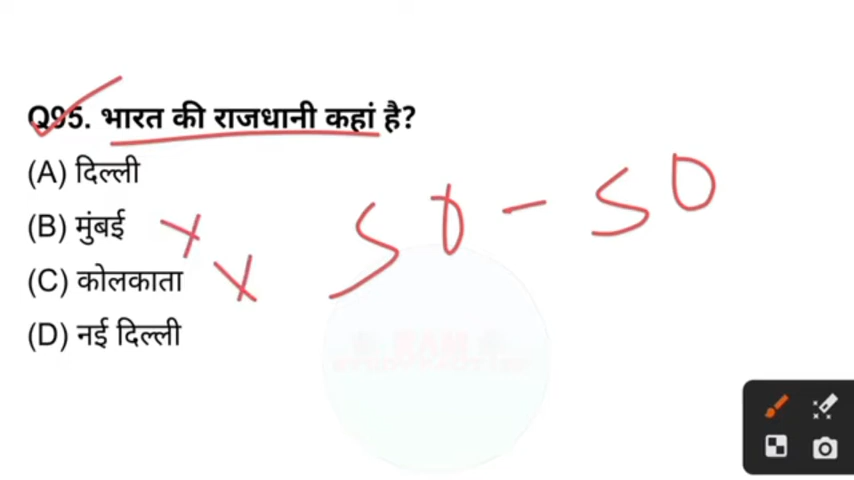 Q95. भारत की राजधानी कहां है?
(A) दिल्ली
(B) मुंबई
(C) कोलकाता
(D) नई दिल्ली
50-50